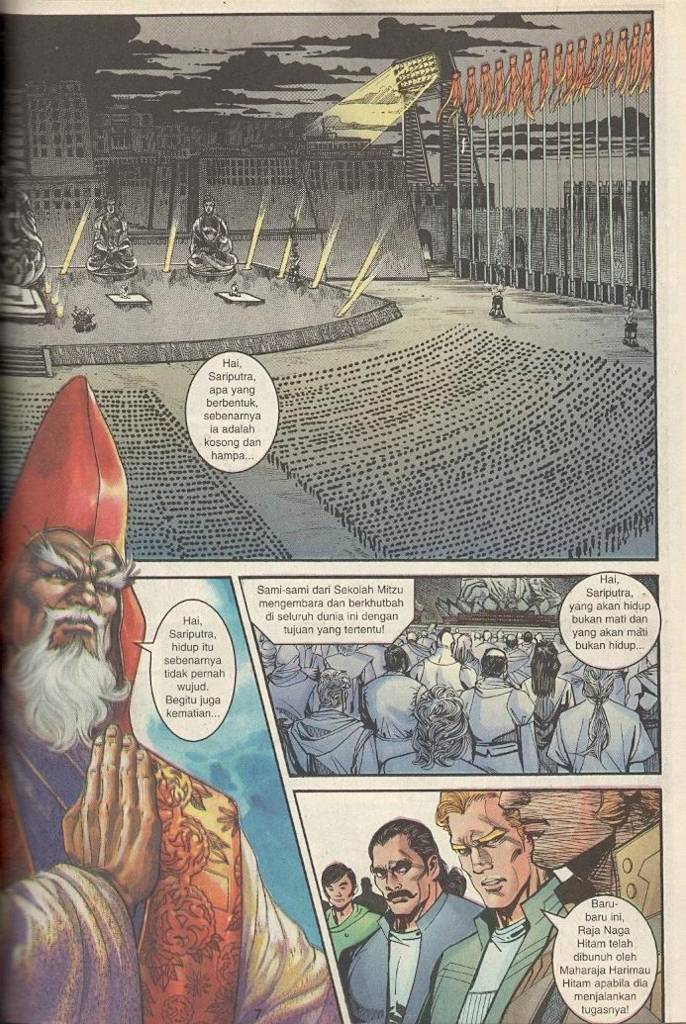 Hai,
Sariputra,
apa yang
berbentuk,
sebenarnya
ia adalah
kosong dan
hampa...
Hai,
Sariputra,
hidup itu
sebenarnya
tidak pernah
wujud.
Begitu juga
kematian...
Sami-sami dari Sekolah Mitzu
mengembara dan berkhutbah
di seluruh dunia ini dengan
tujuan yang tertentu!
Hai,
Sariputra,
yang akan hidup
bukan mati dan
yang akan mati
bukan hidup...
Baru-
baru ini,
Raja Naga
Hitam telah
dibunuh oleh
Maharaja Harimau
Hitam apabila dia
menjalankan
tugasnya!
7